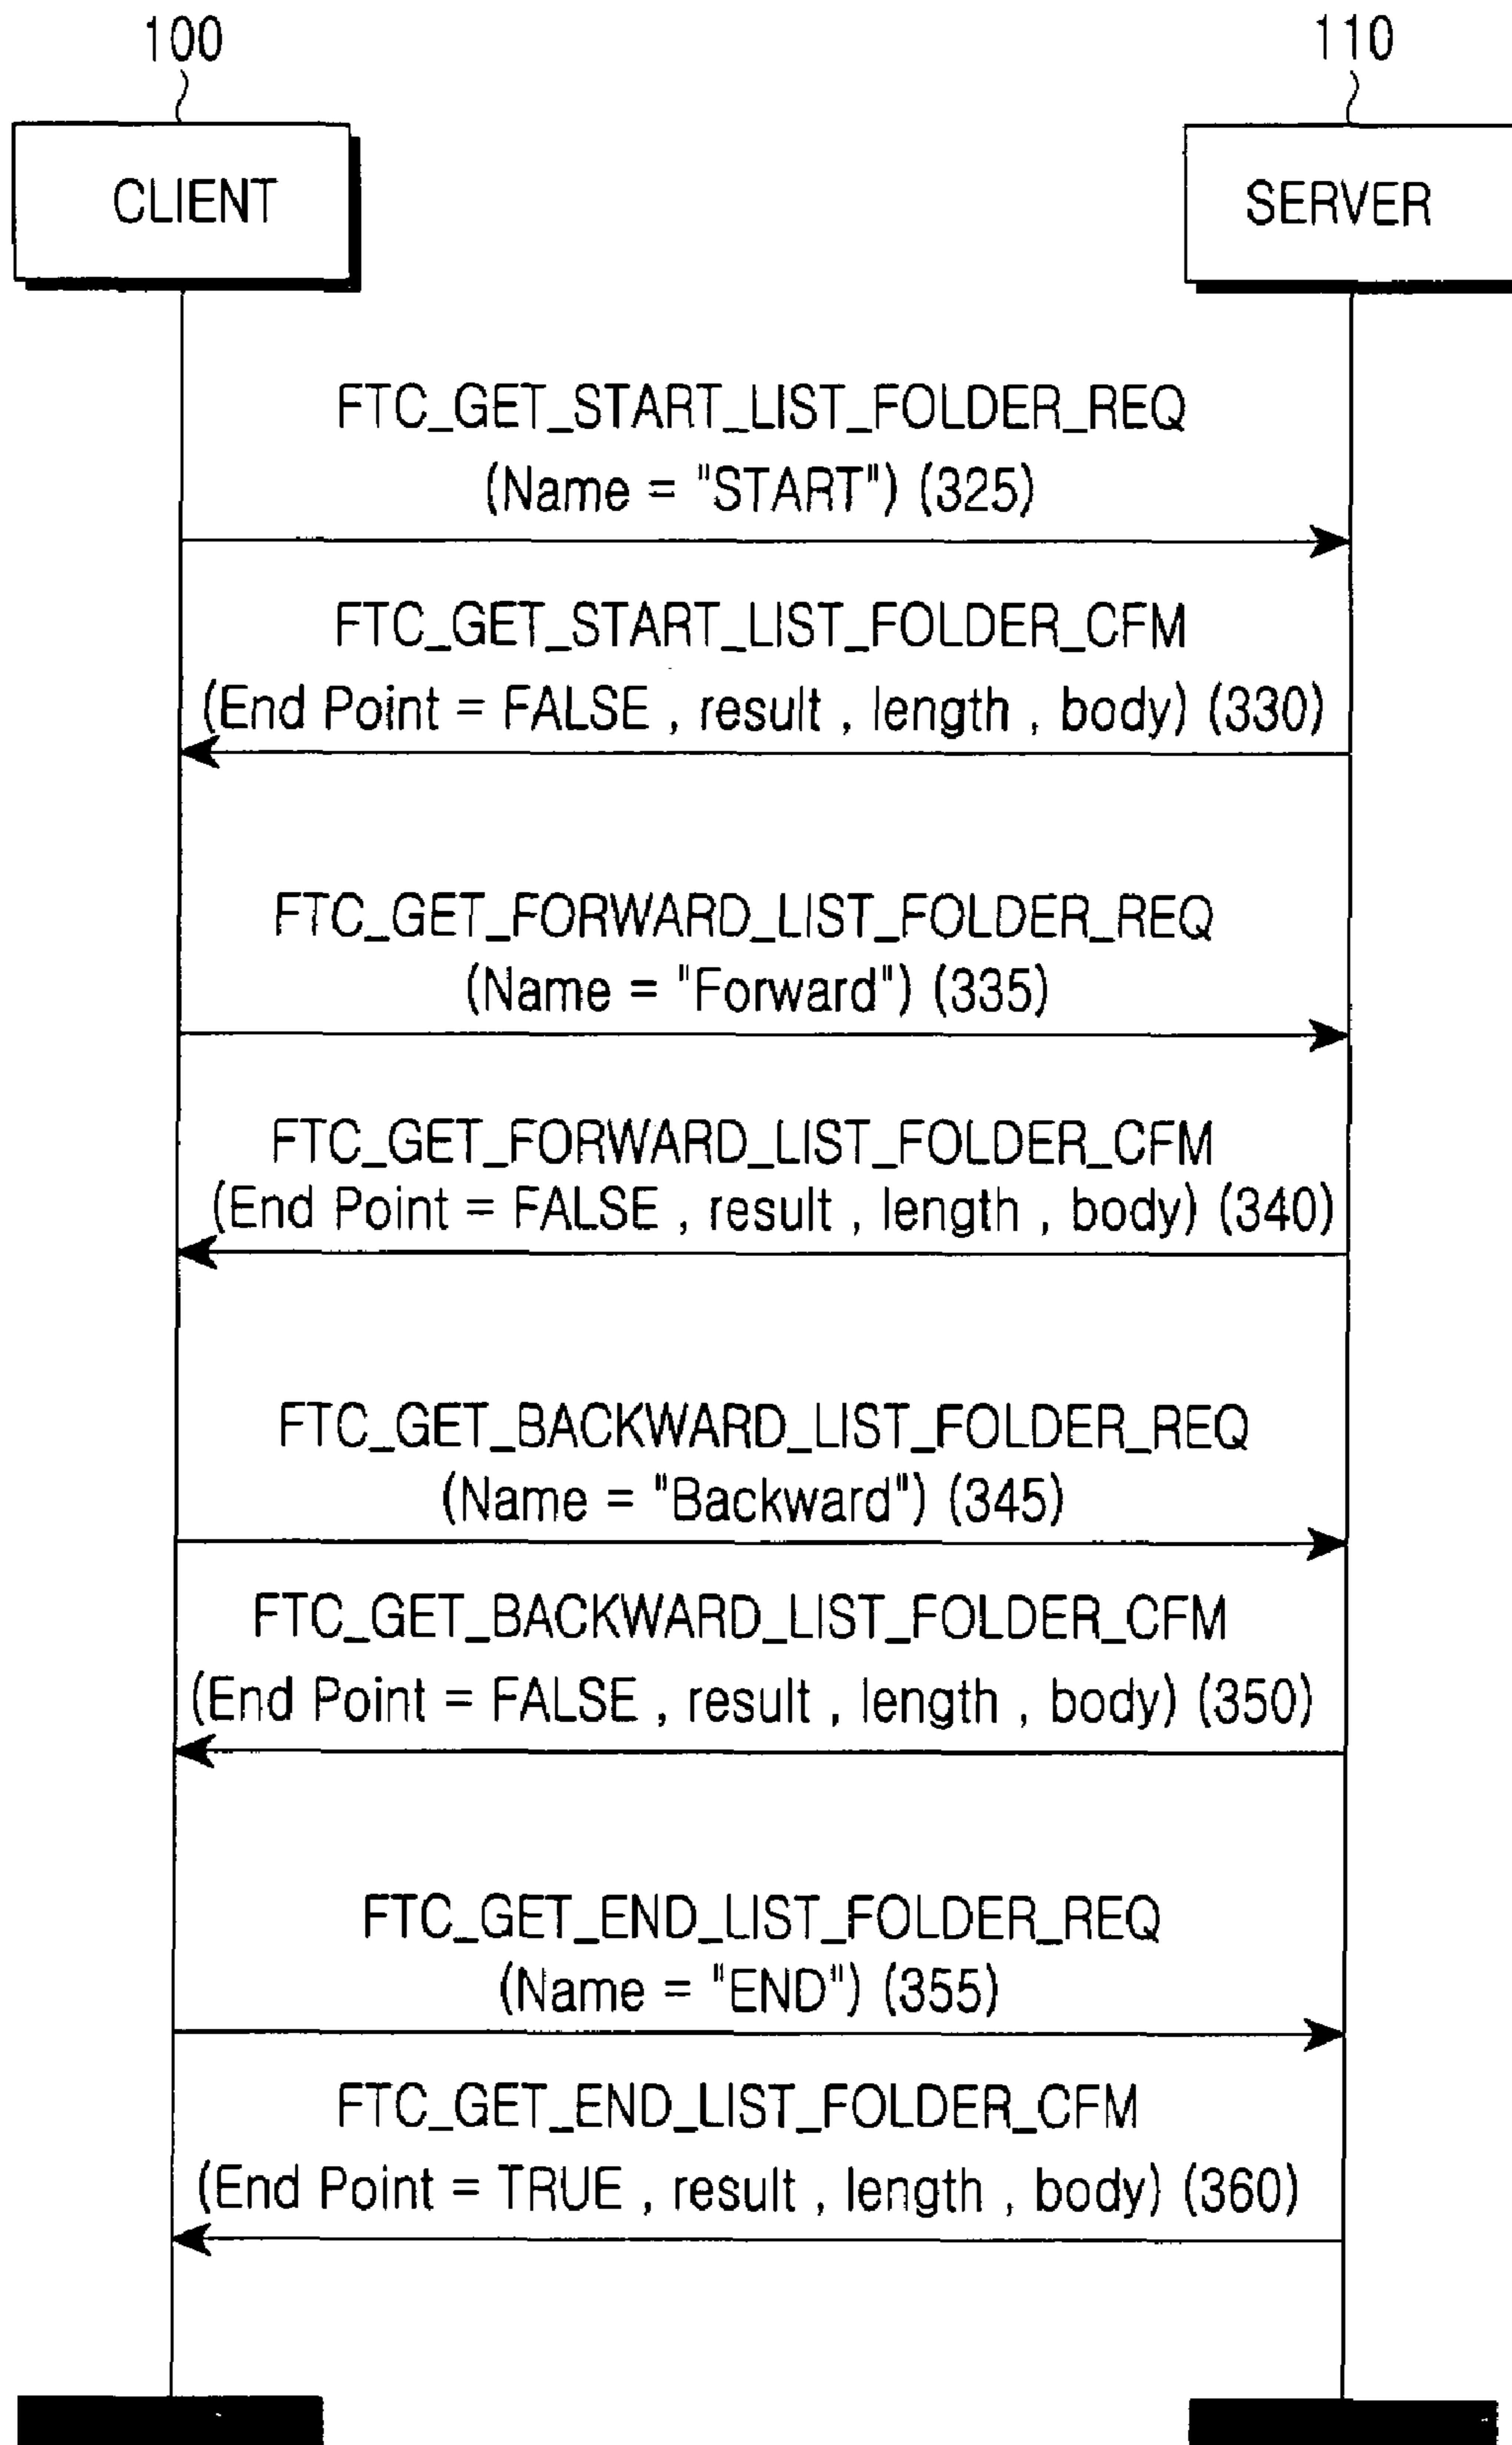 100
110
CLIENT
SERVER
FTC_GET_START_LIST_FOLDER_REQ
(Name = "START") (325)
FTC_GET_START_LIST_FOLDER_CFM
(End Point = FALSE , result , length , body) (330)
FTC_GET_FORWARD_LIST_FOLDER_REQ
(Name = "Forward") (335)
FTC_GET_FORWARD_LIST_FOLDER_CFM
(End Point = FALSE , result , length , body) (340)
FTC_GET_BACKWARD_LIST_FOLDER_REQ
(Name = "Backward") (345)
FTC_GET_BACKWARD_LIST_FOLDER_CFM
(End Point = FALSE , result , length , body) (350)
FTC_GET_END_LIST_FOLDER_REQ
(Name = "END") (355)
FTC_GET_END_LIST_FOLDER_CFM
(End Point = TRUE , result , length , body) (360)